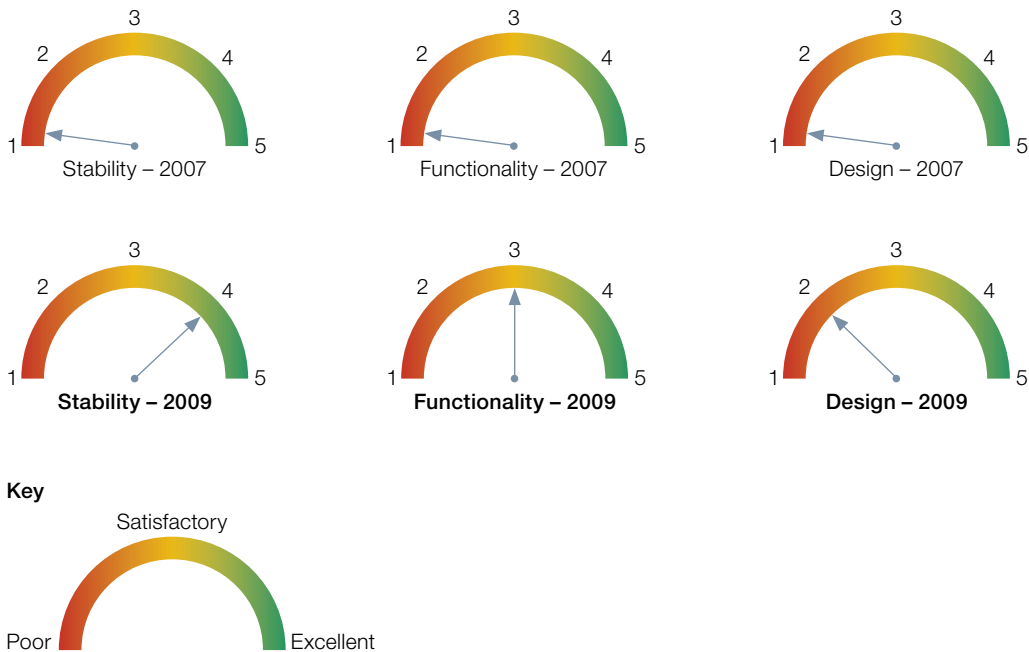 3 3 3
2 4 2 4 2 4
1 5 1 5 1 5
Stability – 2007 Functionality – 2007 Design – 2007
3 3 3
2 4 2 4 2 4
1 5 1 5 1 5
Stability – 2009 Functionality – 2009 Design – 2009
Key
Satisfactory
Poor Excellent